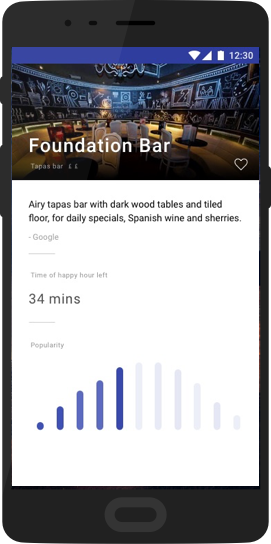 12:30
Foundation Bar
Tapas bar ££
Airy tapas bar with dark wood tables and tiled
floor, for daily specials, Spanish wine and sherries.
- Google
Time of happy hour left
34 mins
Popularity